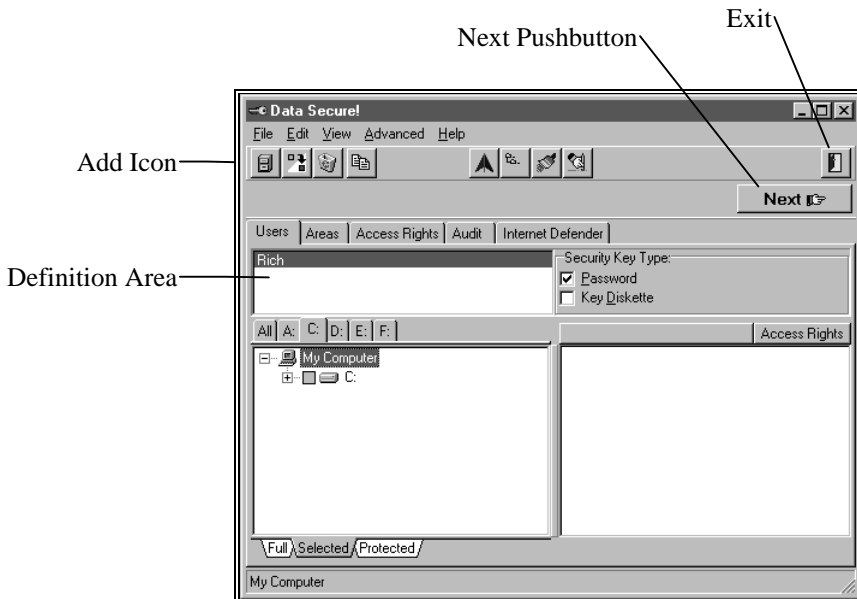 Exit
Next Pushbutton
Data Secure!
File Edit View Advanced Help
Add Icon
Next
Users Areas Access Rights Audit Internet Defender
Rich
Security Key Type:
Password
Key Diskette
Definition Area
All A: C: D: E: F:
Access Rights
My Computer
C:
Full Selected Protected
My Computer